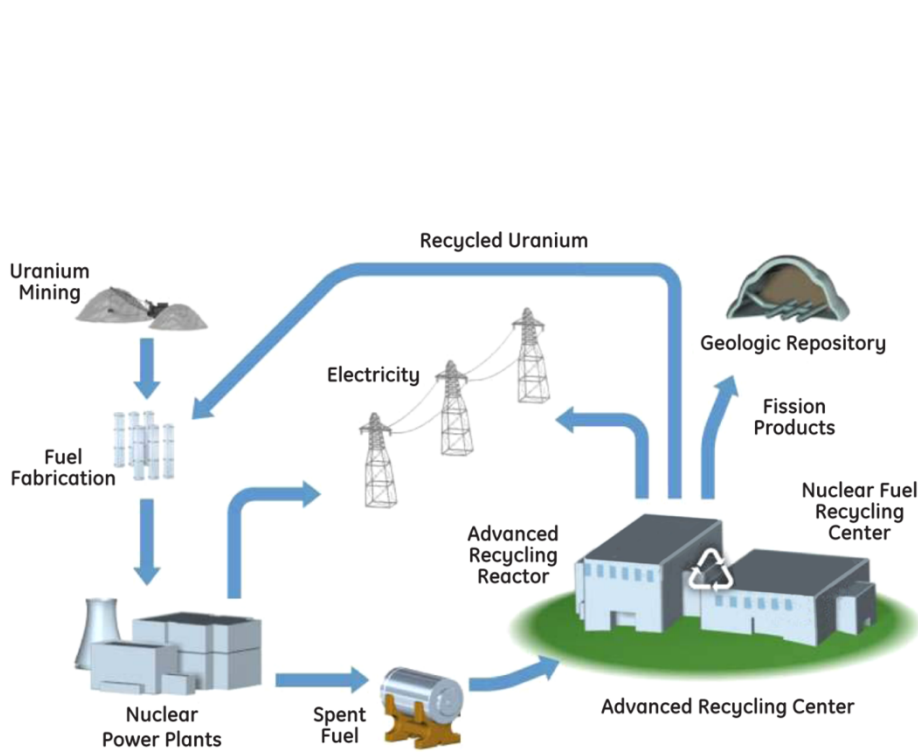 Recycled Uranium
Uranium
Mining
Geologic Repository
Electricity
Fission
Products
Fuel
Fabrication
Nuclear Fuel
Recycling
Center
Advanced
Recycling
Reactor
Advanced Recycling Center
Nuclear
Power Plants
Spent
Fuel